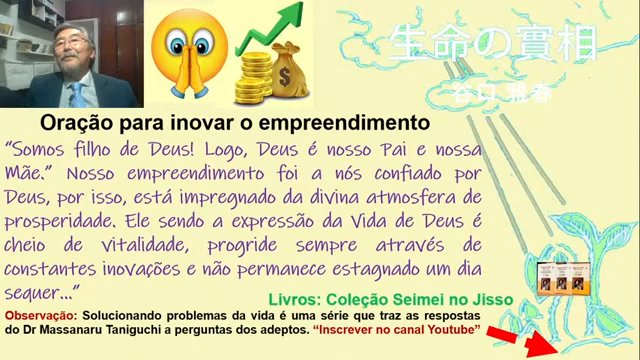 生命の實相
谷口 雅春
Oração para inovar o empreendimento
“Somos filho de Deus! Logo, Deus é nosso Pai e nossa
Mãe.” Nosso empreendimento foi a nós confiado por
Deus, por isso, está impregnado da divina atmosfera de
prosperidade. Ele sendo a expressão da Vida de Deus é
cheio de vitalidade, progride sempre através de
constantes inovações e não permanece estagnado um dia
sequer...”
Livros: Coleção Seimei no Jisso
Observação: Solucionando problemas da vida é uma série que traz as respostas
do Dr Massanaru Taniguchi a perguntas dos adeptos. “Inscrever no canal Youtube”